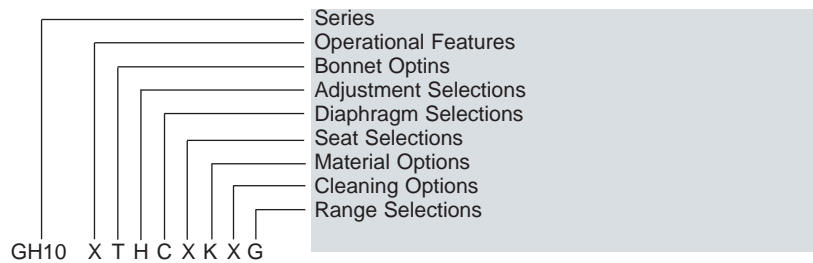 Series
Operational Features
Bonnet Optins
Adjustment Selections
Diaphragm Selections
Seat Selections
Material Options
Cleaning Options
Range Selections
GH10 X T H C X K X G